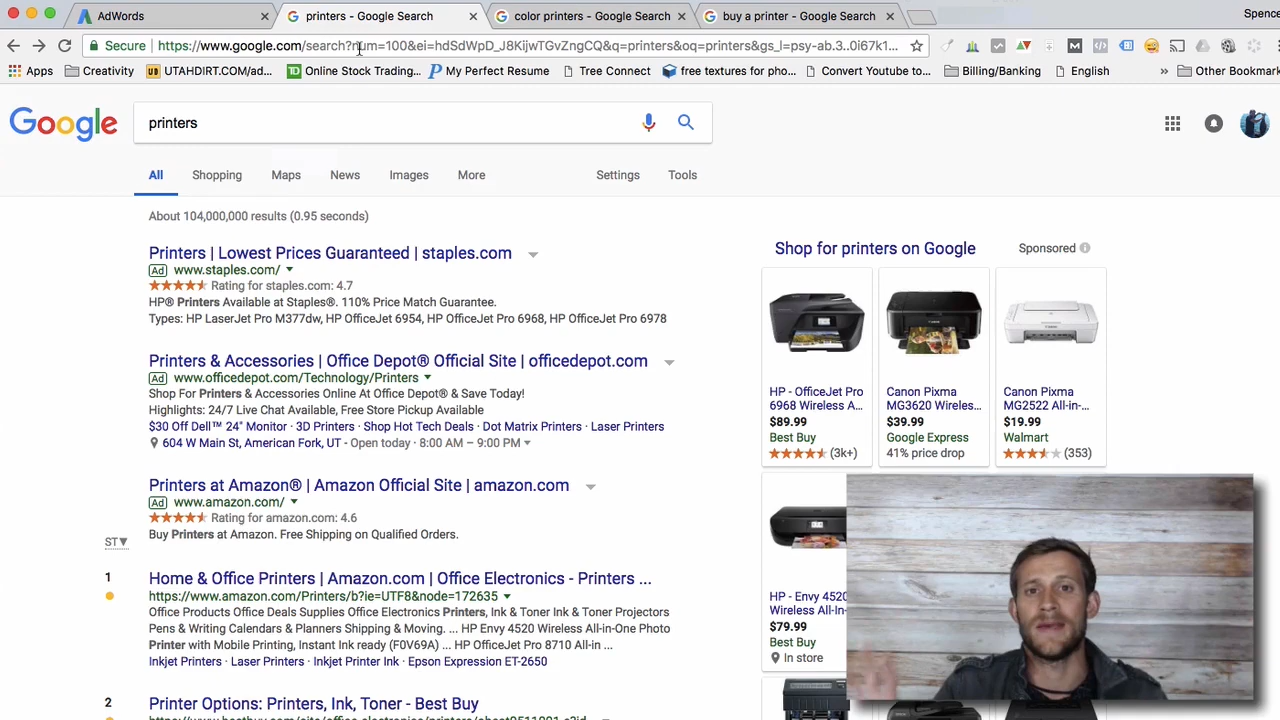 AdWords
printers - Google Search
color printers - Google Search
buy a printer - Google Search
Spence
Secure
https://www.google.com/search?num=100&ei=hdSdWpD_J8KljwTGvZngCQ&q=printers&oq=printers&gs_l=psy-ab.3..0i67k1...
Apps
Creativity
UTAHDIRT.COM/ad...
Online Stock Trading...
My Perfect Resume
Tree Connect
free textures for pho...
Convert Youtube to...
Billing/Banking
English
»
Other Bookmark
Google
printers
All
Shopping
Maps
News
Images
More
Settings
Tools
About 104,000,000 results (0.95 seconds)
Printers | Lowest Prices Guaranteed | staples.com
Ad www.staples.com/
Rating for staples.com: 4.7
HP® Printers Available at Staples®. 110% Price Match Guarantee.
Types: HP LaserJet Pro M377dw, HP OfficeJet 6954, HP OfficeJet Pro 6968, HP OfficeJet Pro 6978
Printers & Accessories | Office Depot® Official Site | officedepot.com
Ad www.officedepot.com/Technology/Printers
Shop For Printers & Accessories Online At Office Depot® & Save Today!
Highlights: 24/7 Live Chat Available, Free Store Pickup Available
$30 Off Dell™ 24" Monitor · 3D Printers · Shop Hot Tech Deals · Dot Matrix Printers · Laser Printers
604 W Main St, American Fork, UT - Open today · 8:00 AM – 9:00 PM
Printers at Amazon® | Amazon Official Site | amazon.com
Ad www.amazon.com/
Rating for amazon.com: 4.6
Buy Printers at Amazon. Free Shipping on Qualified Orders.
ST▼
1
Home & Office Printers | Amazon.com | Office Electronics - Printers ...
https://www.amazon.com/Printers/b?ie=UTF8&node=172635
Office Products Office Deals Supplies Office Electronics Printers, Ink & Toner Ink & Toner Projectors
Pens & Writing Calendars & Planners Shipping & Moving. ... HP Envy 4520 Wireless All-in-One Photo
Printer with Mobile Printing, Instant Ink ready (F0V69A) ... HP OfficeJet Pro 8710 All-in ...
Inkjet Printers · Laser Printers · Inkjet Printer Ink · Epson Expression ET-2650
2
Printer Options: Printers, Ink, Toner - Best Buy
Shop for printers on Google
Sponsored
HP - OfficeJet Pro
6968 Wireless A...
$89.99
Best Buy
(3k+)
Canon Pixma
MG3620 Wireles...
$39.99
Google Express
41% price drop
Canon Pixma
MG2522 All-in-...
$19.99
Walmart
(353)
HP - Envy 4520
Wireless All-In-
$79.99
Best Buy
In store